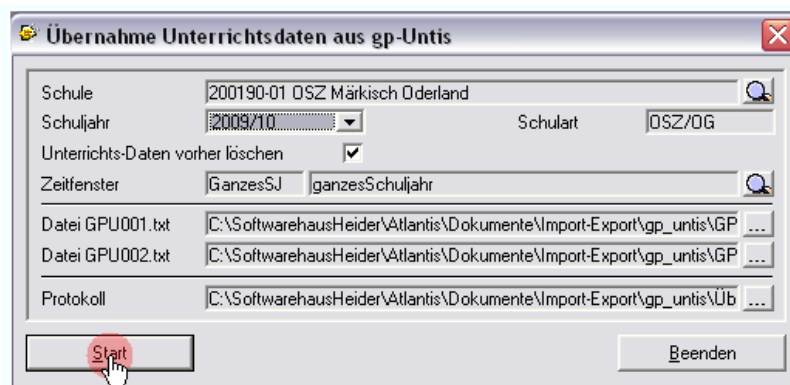 Übernahme Unterrichtsdaten aus gp-Untis
Schule 200190-01 OSZ Märkisch Oderland
Schuljahr 2009/10 Schulart OSZ/OG
Unterrichts-Daten vorher löschen
Zeitfenster GanzesSJ ganzesSchuljahr
Datei GPU001.txt C:\SoftwarehausHeider\Atlantis\Dokumente\Import-Export\gp_untis\GP ...
Datei GPU002.txt C:\SoftwarehausHeider\Atlantis\Dokumente\Import-Export\gp_untis\GP ...
Protokoll C:\SoftwarehausHeider\Atlantis\Dokumente\Import-Export\gp_untis\Üb ...
Start Beenden